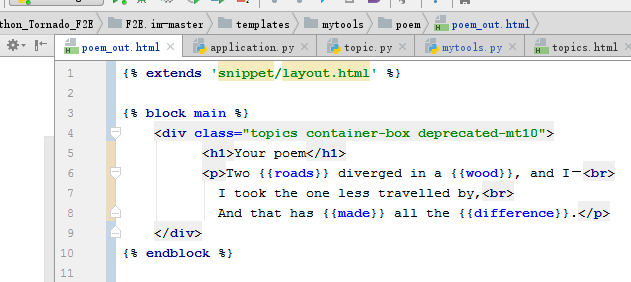 thon_Tornado_F2E F2E.im-master templates mytools poem poem_out.html
poem_out.html application.py topic.py mytools.py topics.html
1 {% extends 'snippet/layout.html' %}
2
3 {% block main %}
4 <div class="topics container-box deprecated-mt10">
5 <h1>Your poem</h1>
6 <p>Two {{roads}} diverged in a {{wood}}, and I—<br>
7 I took the one less travelled by,<br>
8 And that has {{made}} all the {{difference}}.</p>
9 </div>
10 {% endblock %}
11